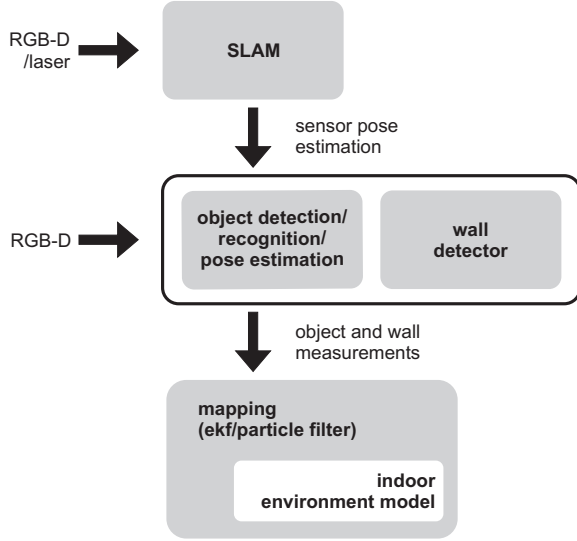 RGB-D
/laser
SLAM
sensor pose
estimation
RGB-D
object detection/
recognition/
pose estimation
wall
detector
object and wall
measurements
mapping
(ekf/particle filter)
indoor
environment model